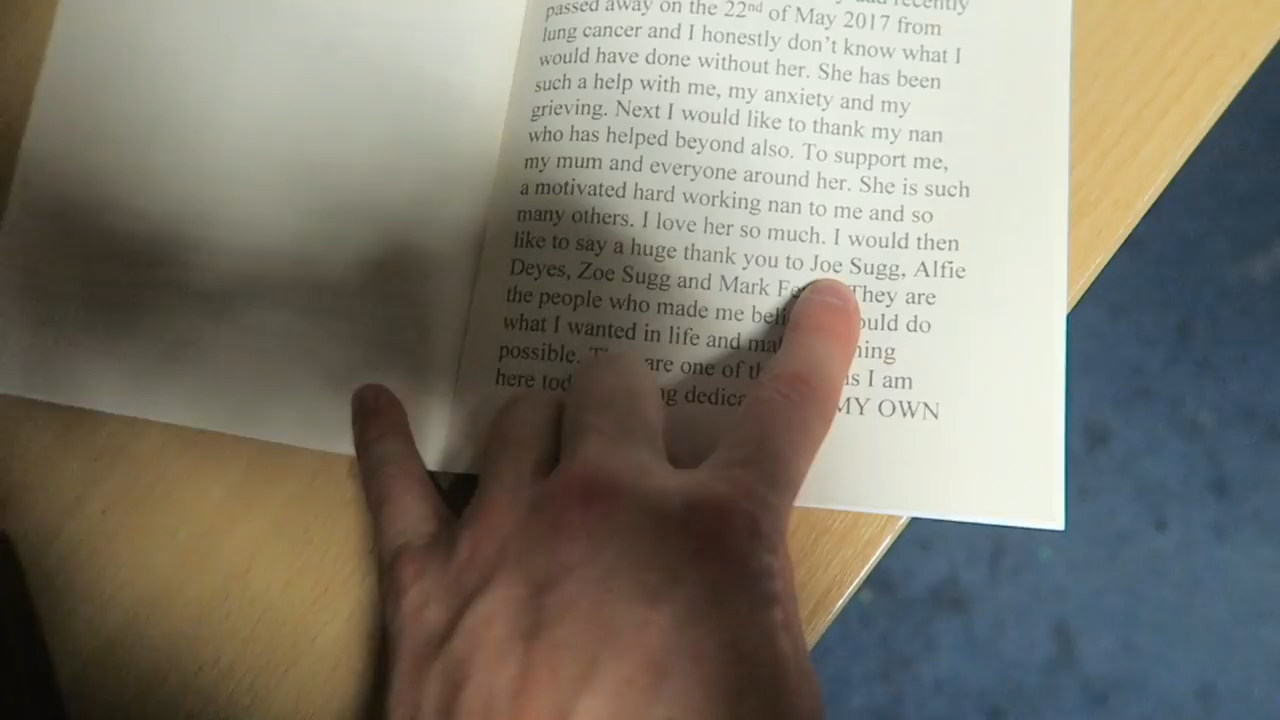 recently
passed away on the 22nd of May 2017 from
lung cancer and I honestly don't know what I
would have done without her. She has been
such a help with me, my anxiety and my
grieving. Next I would like to thank my nan
who has helped beyond also. To support me,
my mum and everyone around her. She is such
a motivated hard working nan to me and so
many others. I love her so much. I would then
like to say a huge thank you to Joe Sugg, Alfie
Deyes, Zoe Sugg and Mark They are
the people who made me do
what I wanted in life and
possible. are one of I am
here MY OWN